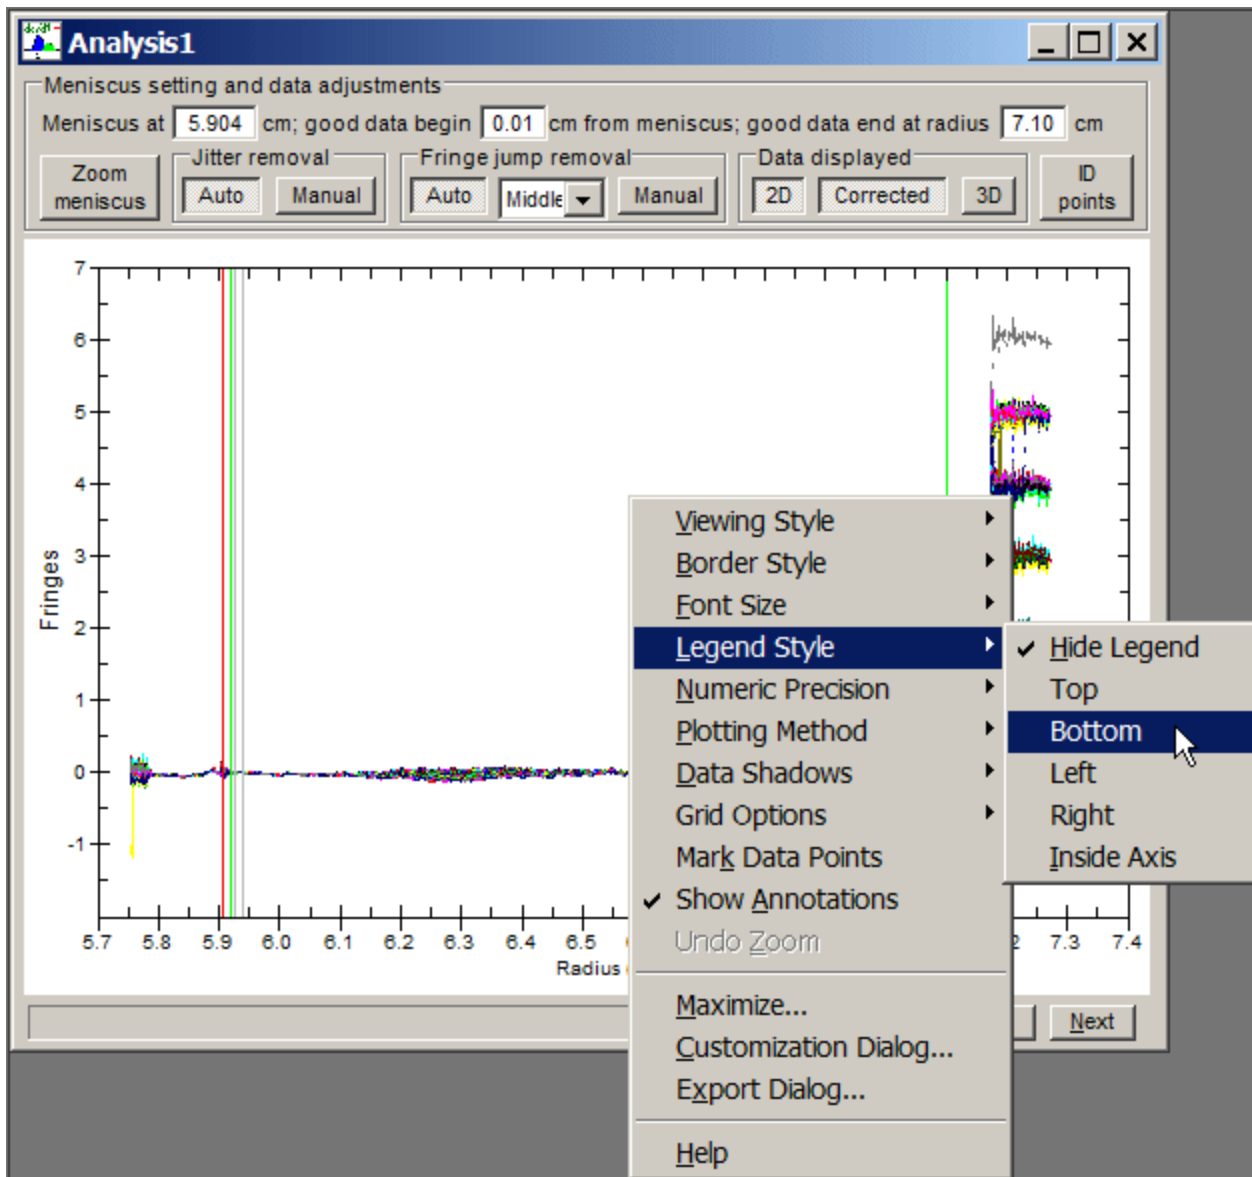 dc/dt
Analysis1
Meniscus setting and data adjustments
Meniscus at 5.904 cm; good data begin 0.01 cm from meniscus; good data end at radius 7.10 cm
Zoom
meniscus
Jitter removal
Auto Manual
Fringe jump removal
Auto Middle Manual
Data displayed
2D Corrected 3D
ID
points
7
6
5
4
3
2
1
0
-1
Fringes
5.7 5.8 5.9 6.0 6.1 6.2 6.3 6.4 6.5 7.3 7.4
Radius
Viewing Style
Border Style
Font Size
Legend Style
Numeric Precision
Plotting Method
Data Shadows
Grid Options
Mark Data Points
Show Annotations
Undo Zoom
Maximize...
Customization Dialog...
Export Dialog...
Help
Hide Legend
Top
Bottom
Left
Right
Inside Axis
Next